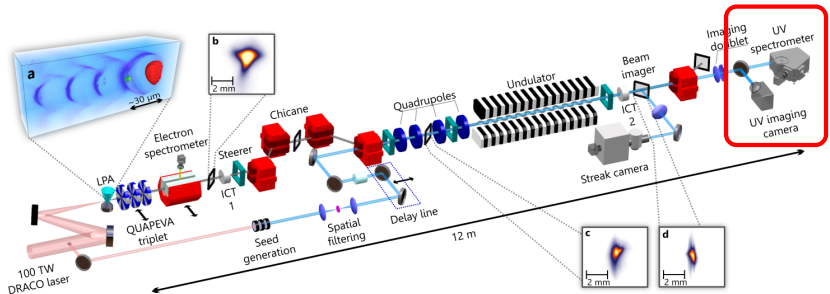 a
~30 μm
b
2 mm
Electron
spectrometer
LPA
QUAPEVA
triplet
100 TW
DRACO laser
Steerer
ICT
1
Chicane
Seed
generation
Spatial
filtering
Delay line
12 m
Quadrupoles
Undulator
Beam
imager
ICT
2
Streak camera
Imaging
doublet
UV
spectrometer
UV imaging
camera
c
2 mm
d
2 mm